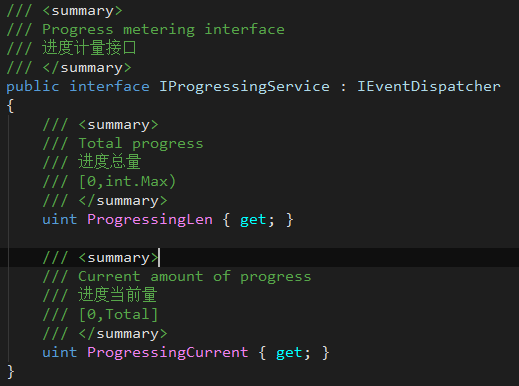 /// <summary>
/// Progress metering interface
/// 进度计量接口
/// </summary>
public interface IProgressingService : IEventDispatcher
{
    /// <summary>
    /// Total progress
    /// 进度总量
    /// [0,int.Max)
    /// </summary>
    uint ProgressingLen { get; }

    /// <summary>
    /// Current amount of progress
    /// 进度当前量
    /// [0,Total]
    /// </summary>
    uint ProgressingCurrent { get; }
}